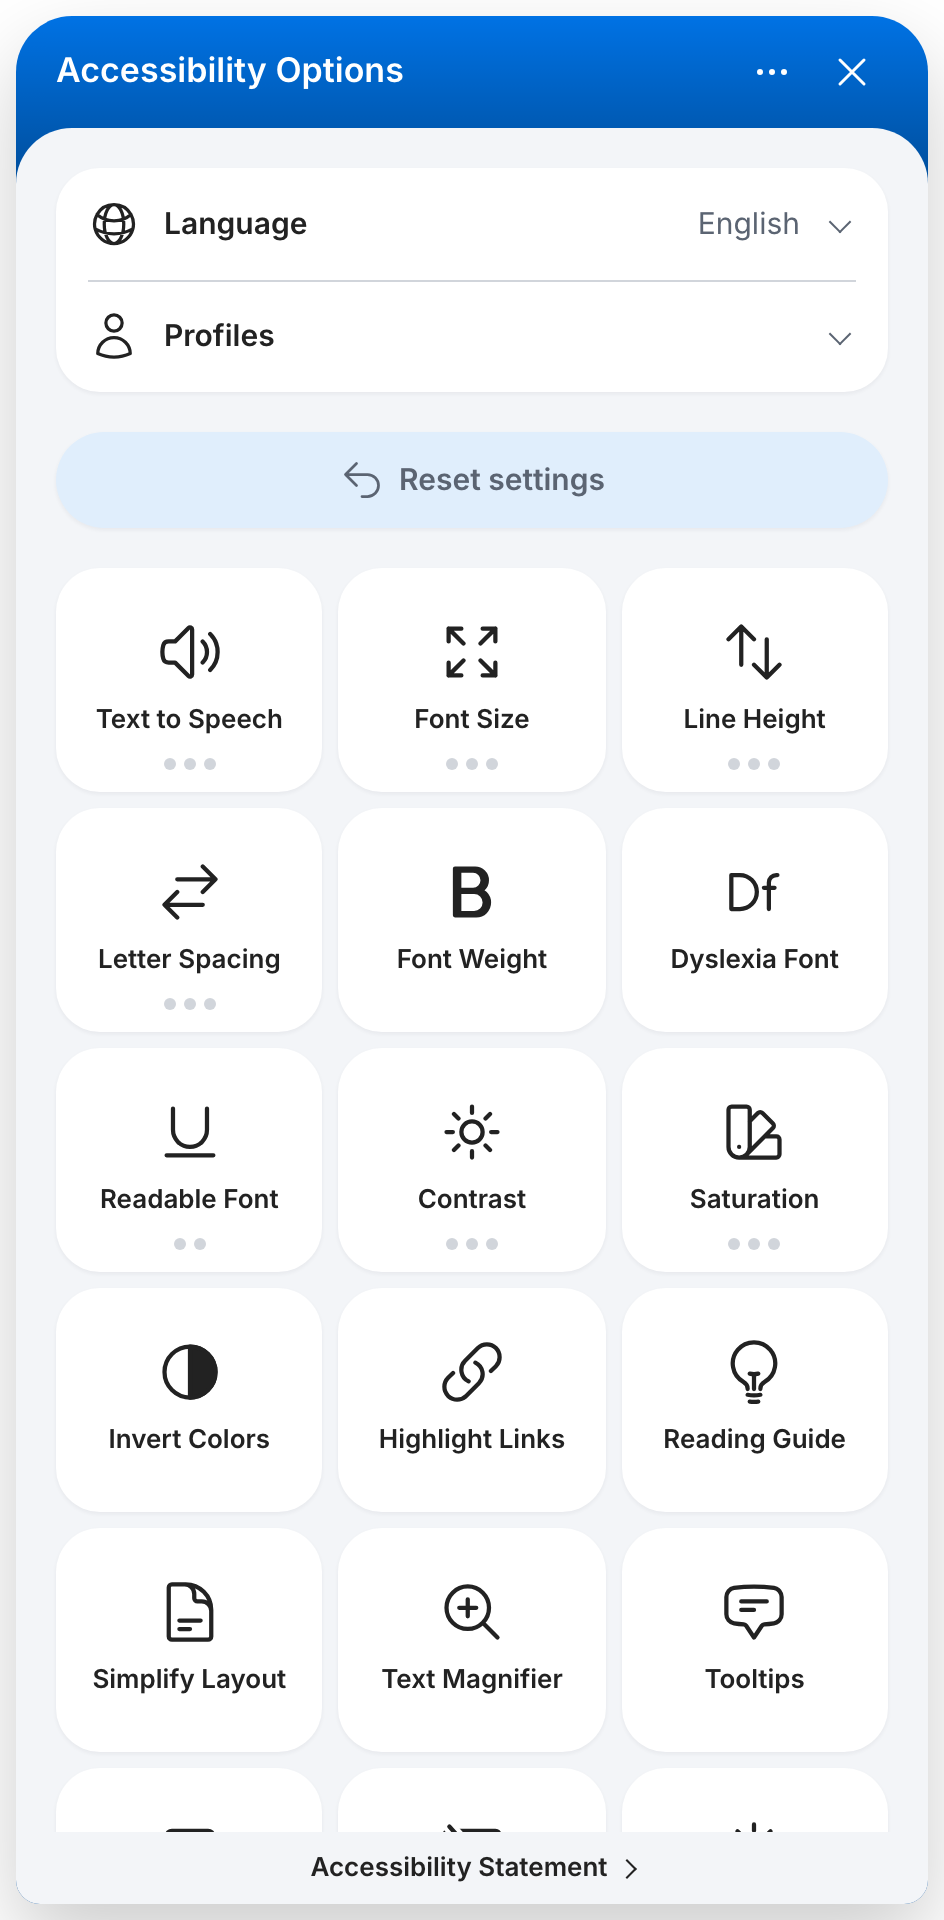 Accessibility Options
Language English
Profiles
Reset settings
Text to Speech
Font Size
Line Height
Letter Spacing
B
Font Weight
Df
Dyslexia Font
U
Readable Font
Contrast
Saturation
Invert Colors
Highlight Links
Reading Guide
Simplify Layout
Text Magnifier
Tooltips
Accessibility Statement